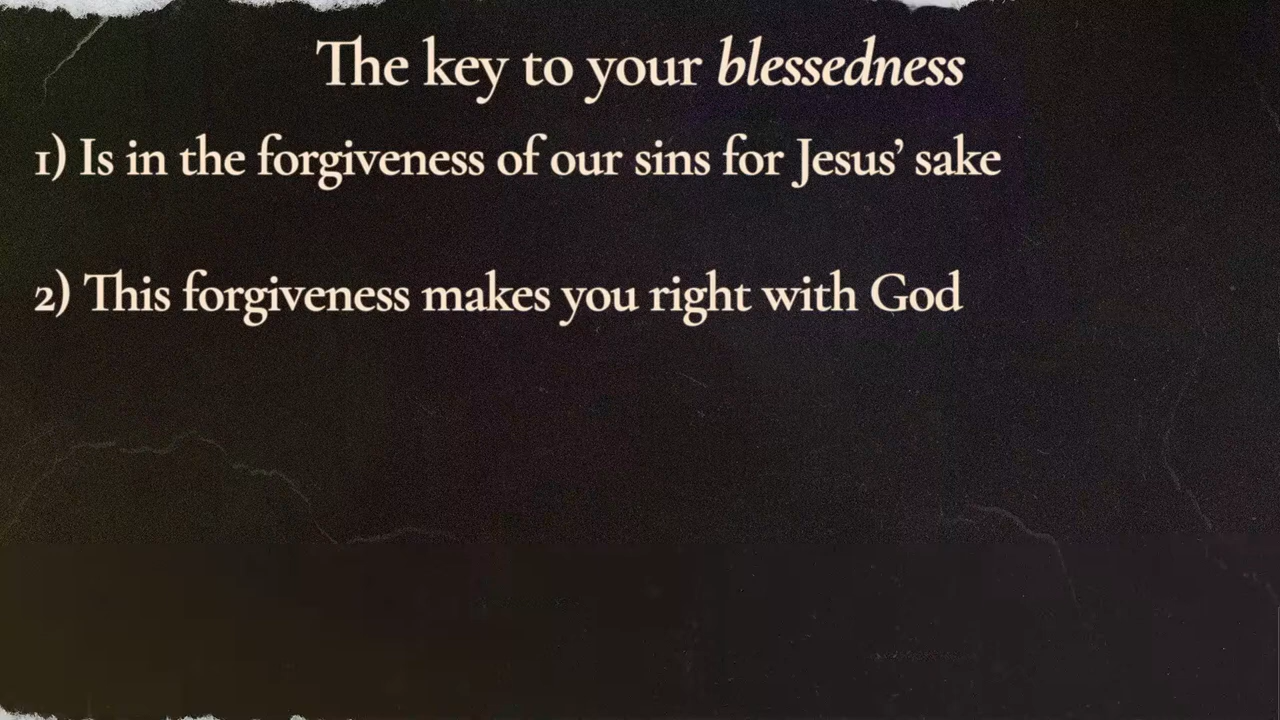 The key to your blessedness
1) Is in the forgiveness of our sins for Jesus’ sake
2) This forgiveness makes you right with God